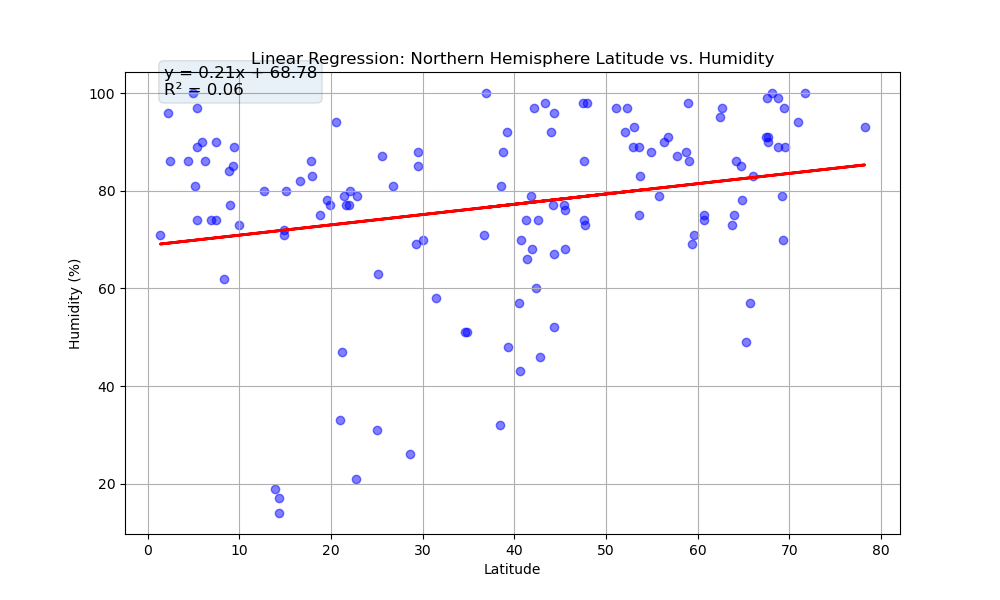 Linear Regression: Northern Hemisphere Latitude vs. Humidity
y = 0.21x + 68.78
R² = 0.06
100
80
60
40
20
Humidity (%)
0 10 20 30 40 50 60 70 80
Latitude